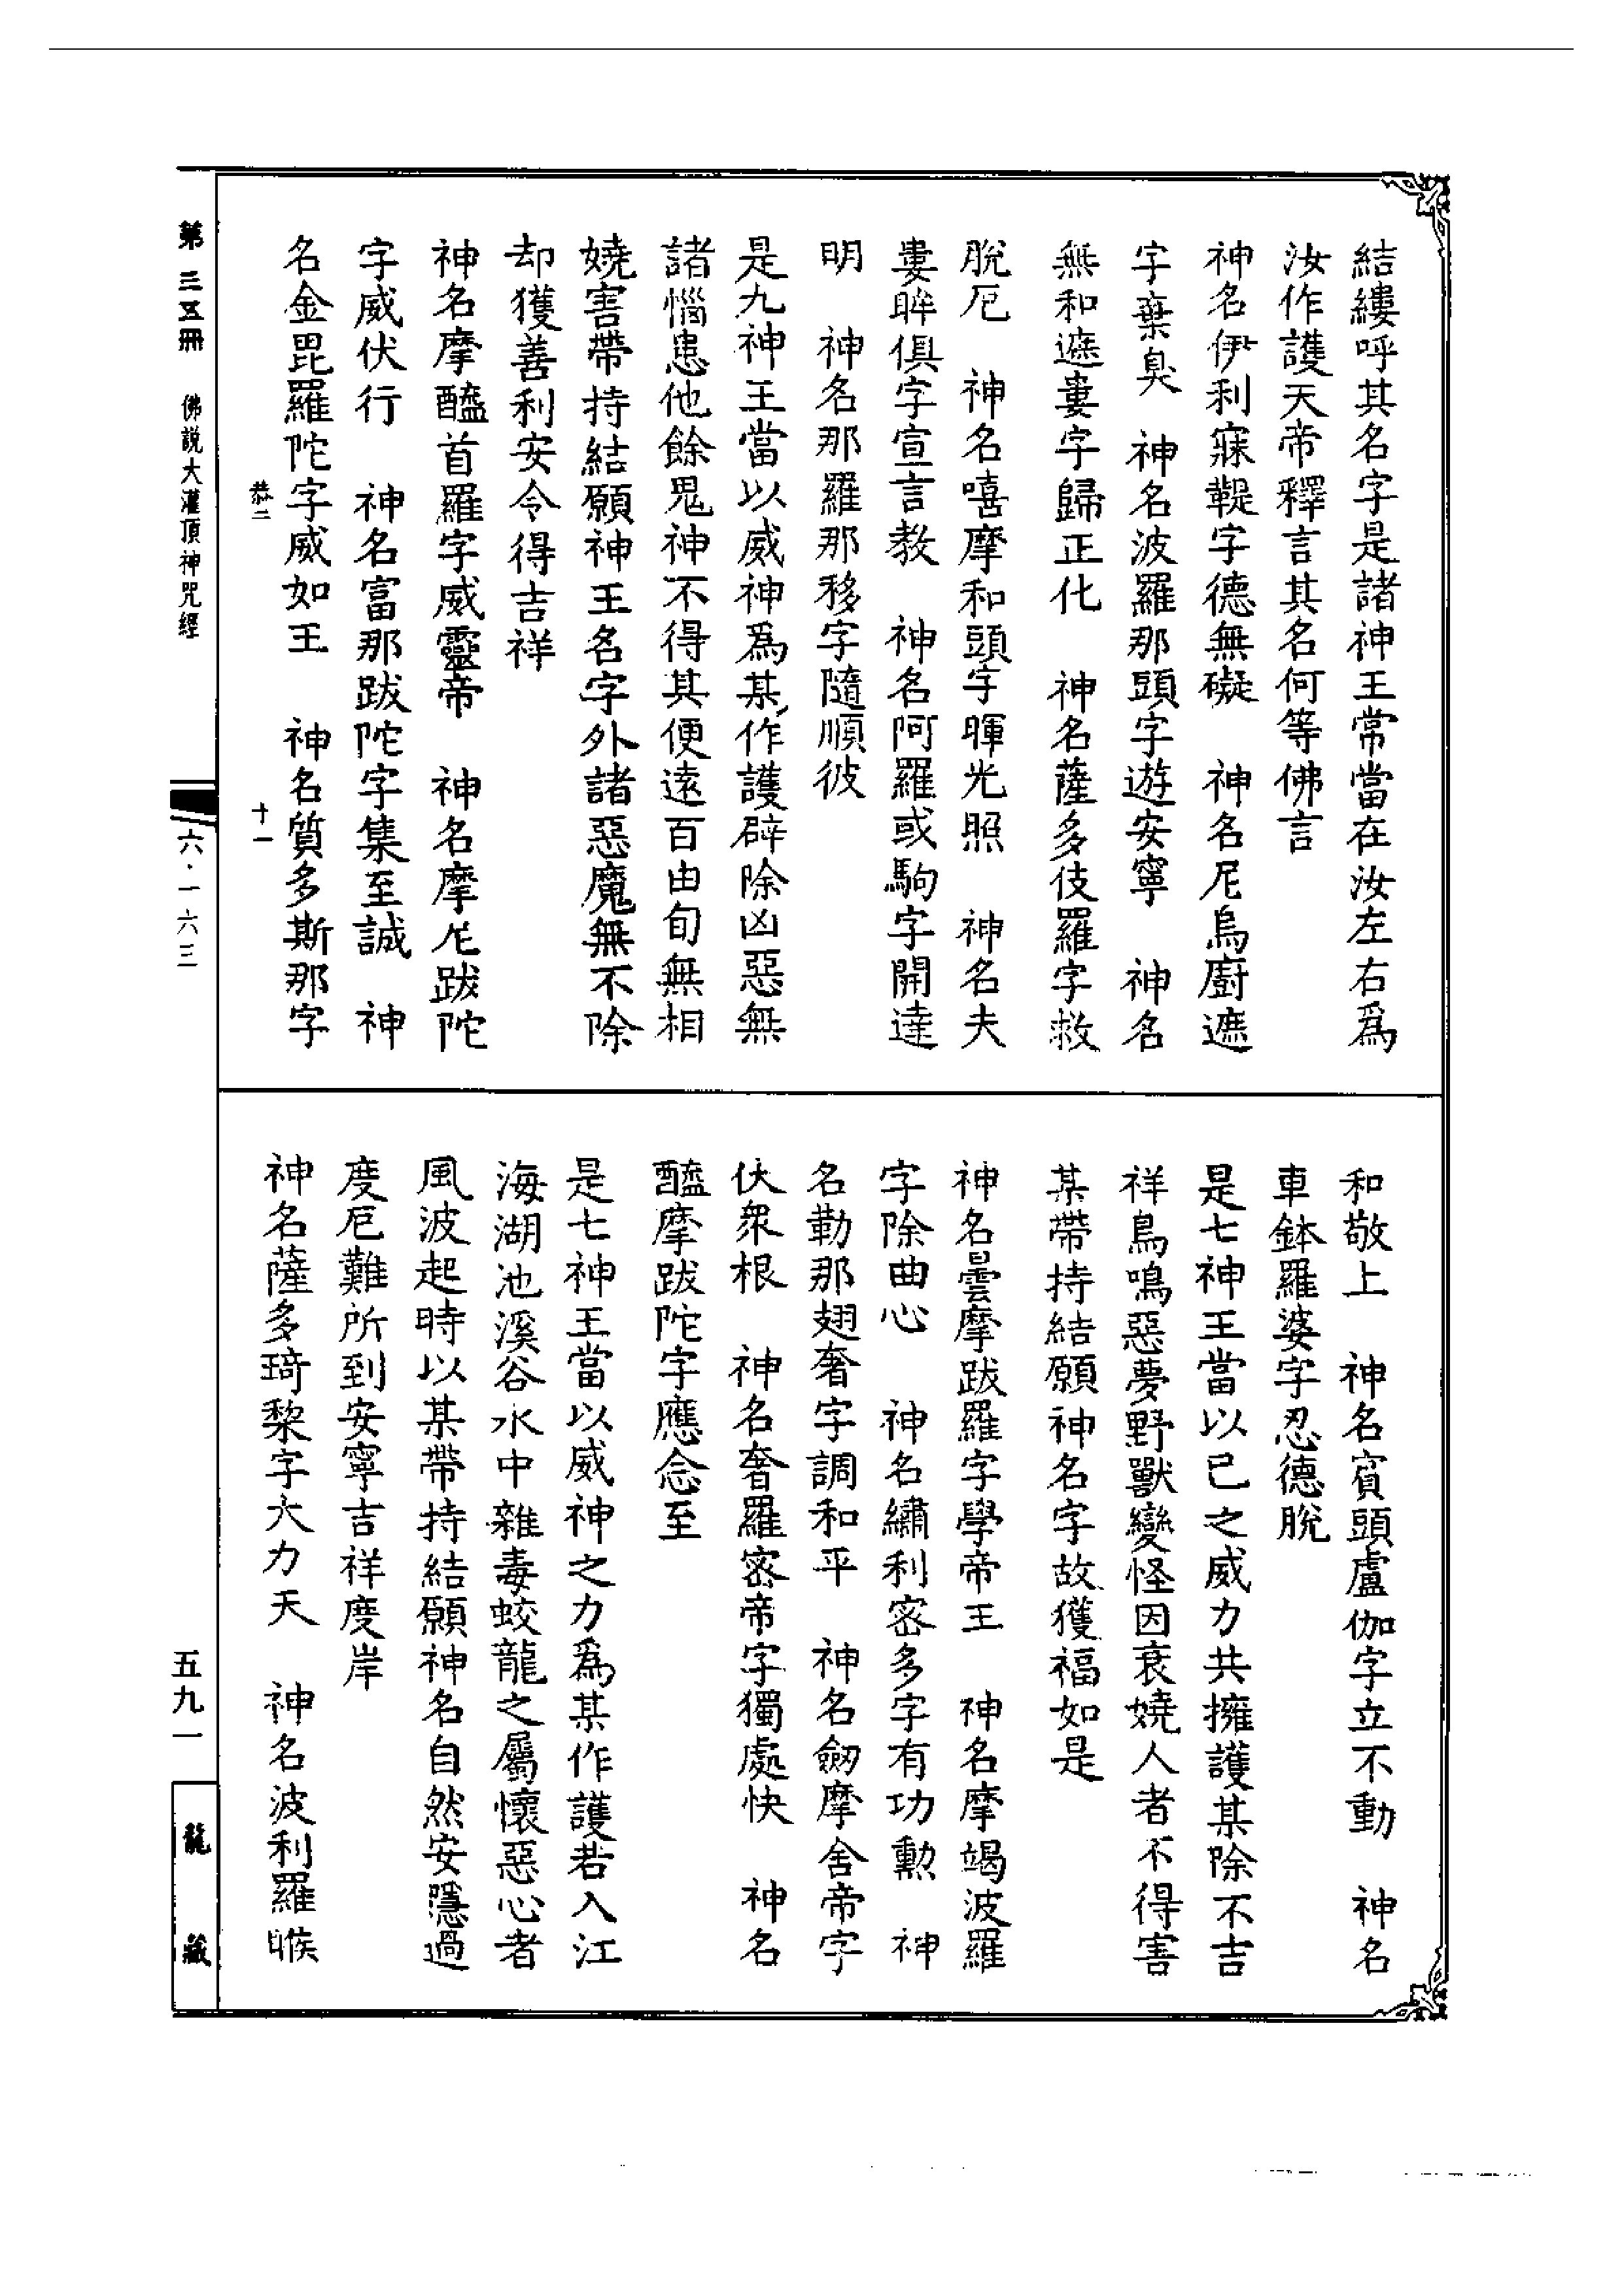 結縷呼其名字是諸神王常當在汝左右爲
汝作護天帝釋言其名何等佛言
神名伊利寐鞮字德無礙　神名尼烏廚遮
字棄臭　神名波羅那頭字遊安寧　神名
無和遮婁字歸正化　神名薩多伎羅字救
脫厄　神名嘻摩和頭字暉光照　神名夫
婁眸俱字宣言教　神名阿羅或駒字開達
明　神名那羅那移字隨順彼
是九神王當以威神爲某作護辟除凶惡無
諸惱患他餘鬼神不得其便遠百由旬無相
嬈害帶持結願神王名字外諸惡魔無不除
却獲善利安令得吉祥
神名摩醯首羅字威靈帝　神名摩尼跋陀
字威伏行　神名富那跋陀字集至誠　神
名金毘羅陀字威如王　神名質多斯那字
恭二　十一
和敬上　神名賓頭盧伽字立不動　神名
車鉢羅婆字忍德脫
是七神王當以已之威力共擁護某除不吉
祥鳥鳴惡夢野獸變怪因衰嬈人者不得害
某帶持結願神名字故獲福如是
神名曇摩跋羅字學帝王　神名摩竭波羅
字除曲心　神名繡利密多字有功勳　神
名勒那翅奢字調和平　神名劒摩舍帝字
伏衆根　神名奢羅密帝字獨處快　神名
醯摩跋陀字應念至
是七神王當以威神之力爲某作護若入江
海湖池溪谷水中雜毒蛟龍之屬懷惡心者
風波起時以某帶持結願神名自然安隱過
度厄難所到安寧吉祥度岸
神名薩多琦棃字大力天　神名波利羅睺
第三五冊　佛説大灌頂神咒經
六·一六三
五九一
龍藏